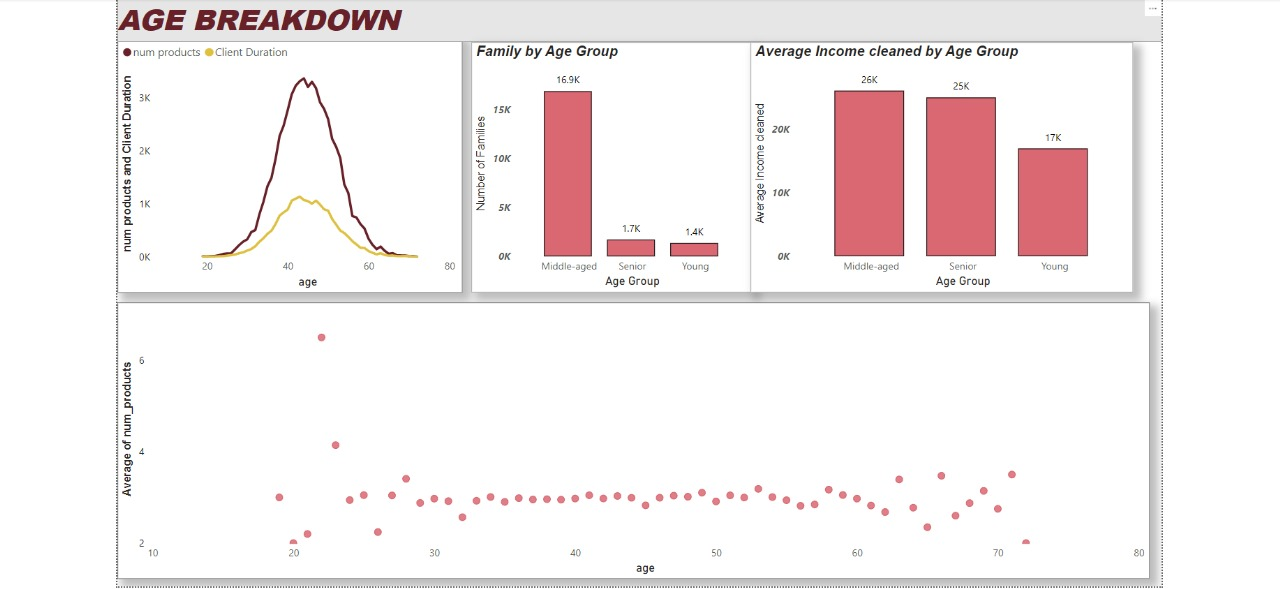 AGE BREAKDOWN
num products Client Duration
num products and Client Duration
3K
2K
1K
0K
20 40 60 80
age
Family by Age Group
Number of Families
15K
10K
5K
0K
16.9K
1.7K
1.4K
Middle-aged Senior Young
Age Group
Average Income cleaned by Age Group
Average Income cleaned
20K
10K
0K
26K
25K
17K
Middle-aged Senior Young
Age Group
Average of num_products
6
4
2
10 20 30 40 50 60 70 80
age